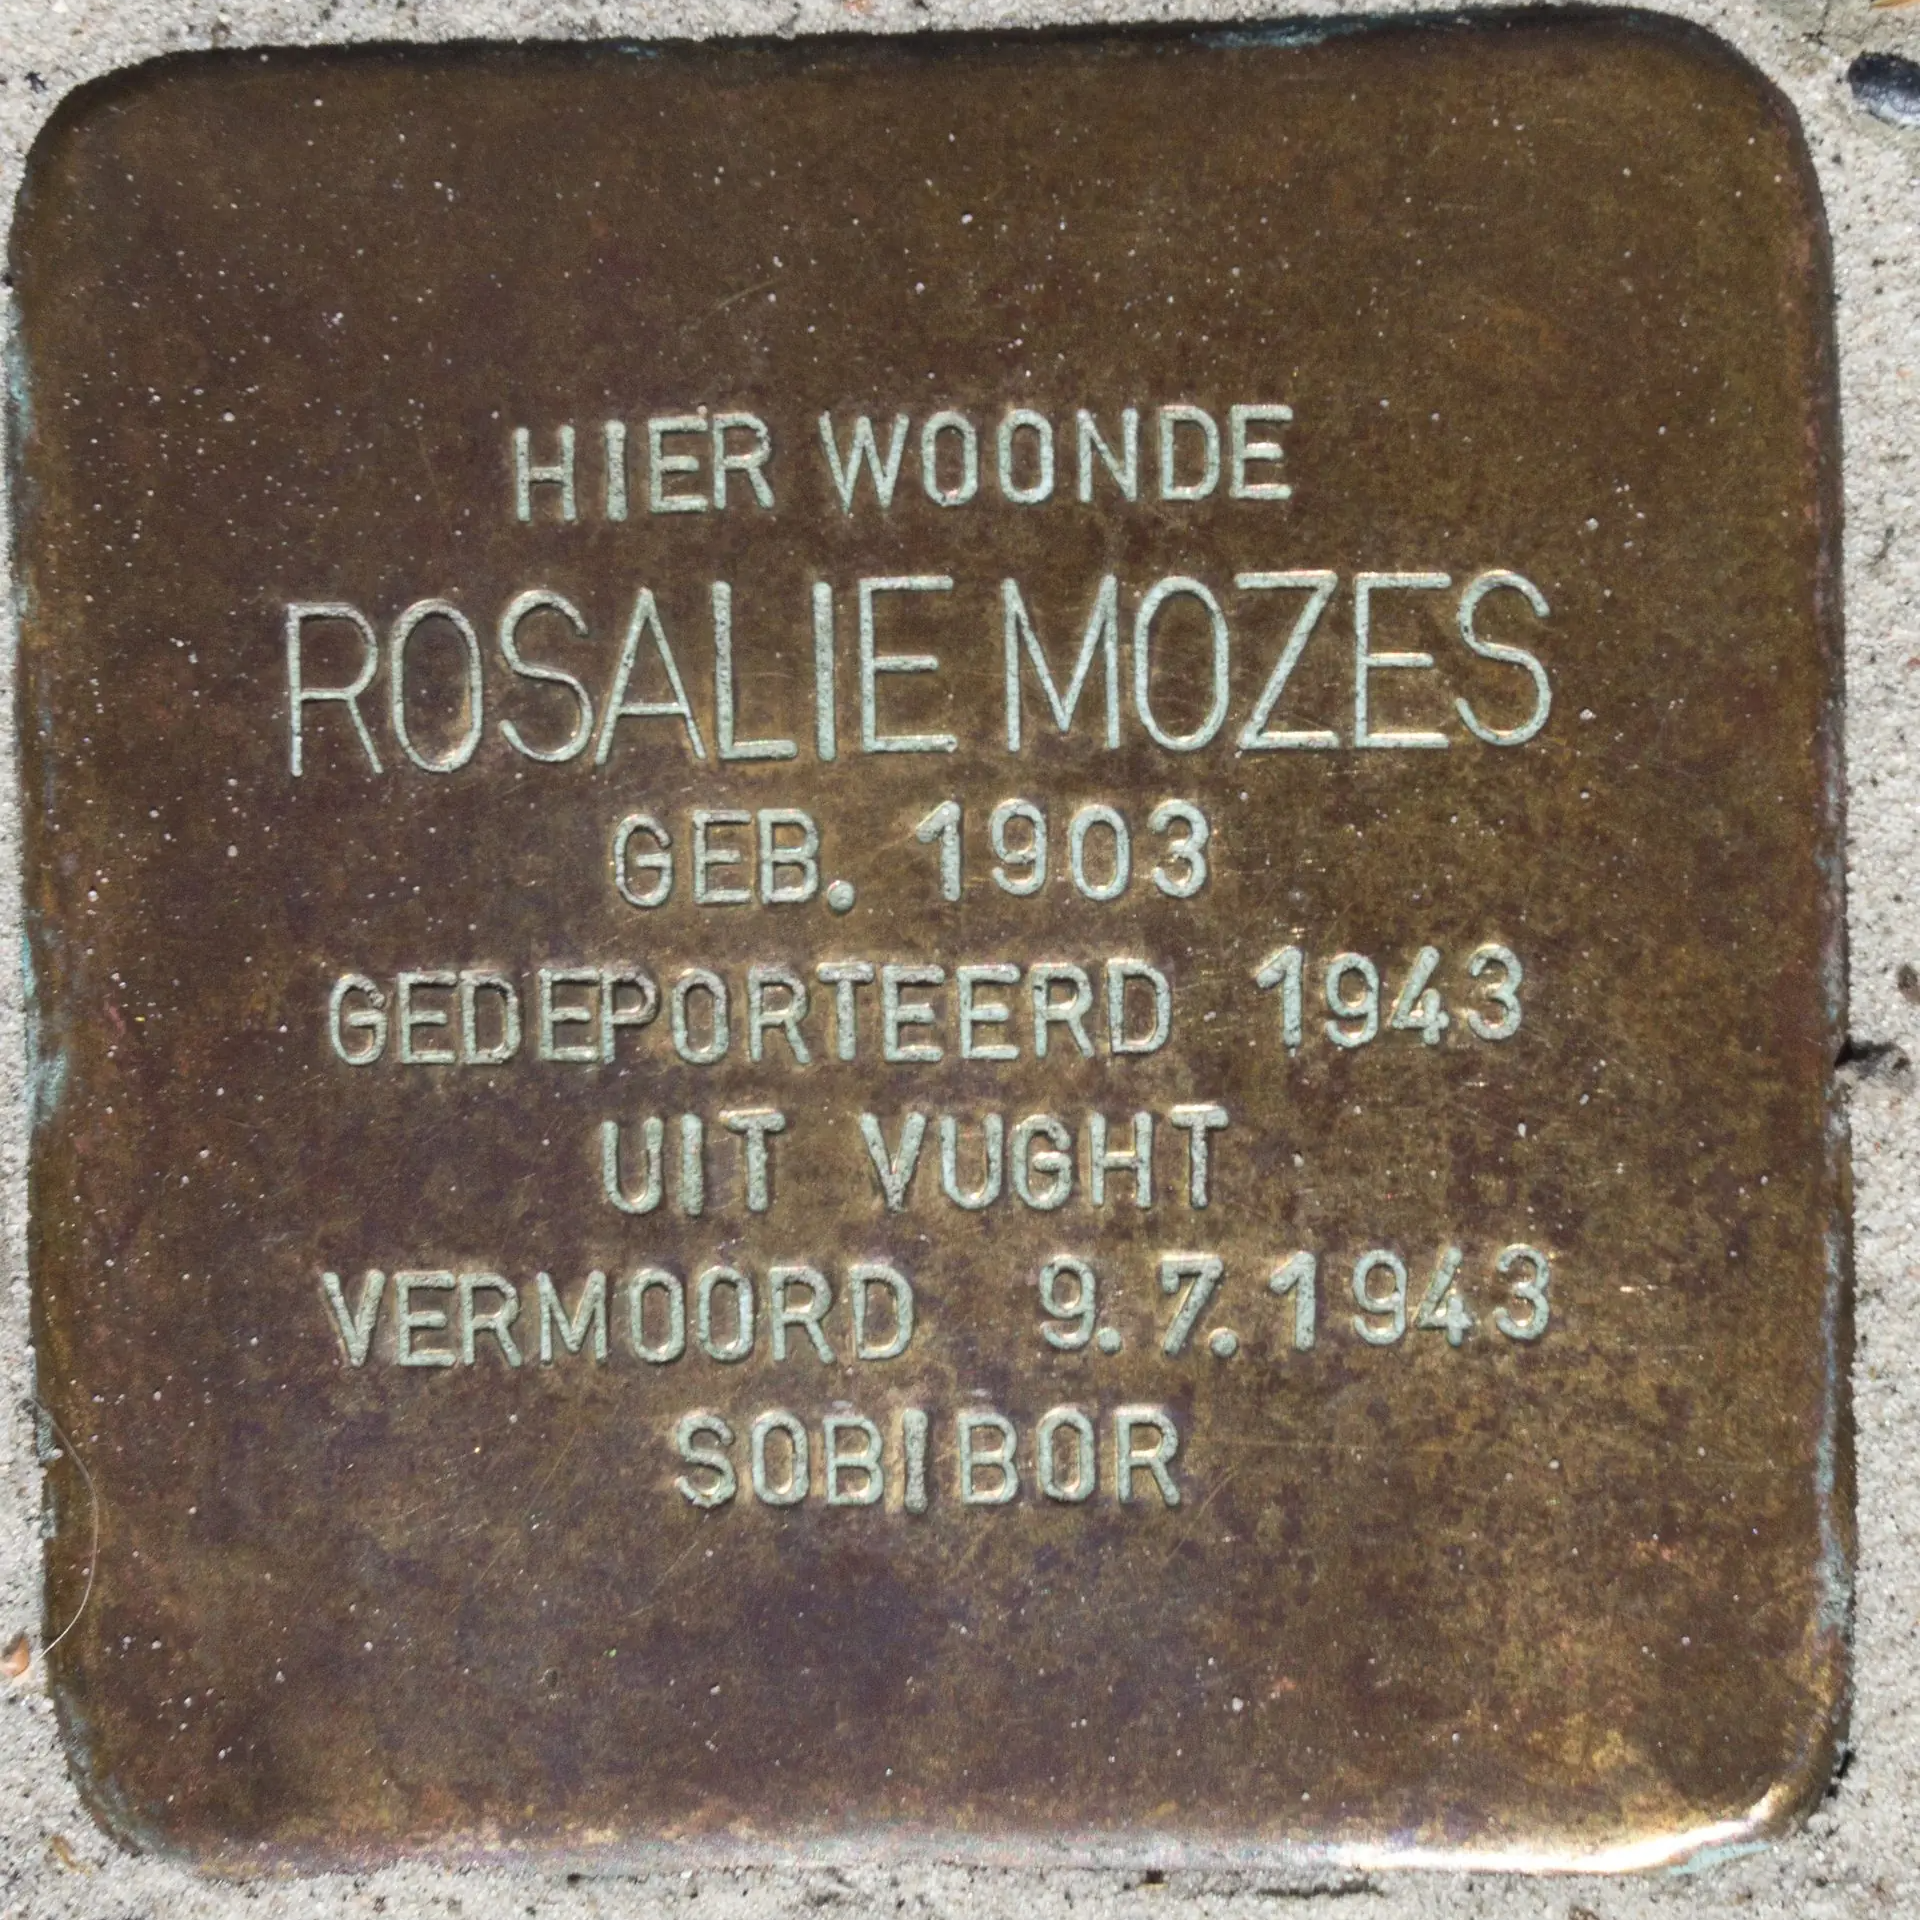 HIER WOONDE
ROSALIE MOZES
GEB. 1903
GEDEPORTEERD 1943
UIT VUGHT
VERMOORD 9.7.1943
SOBIBOR